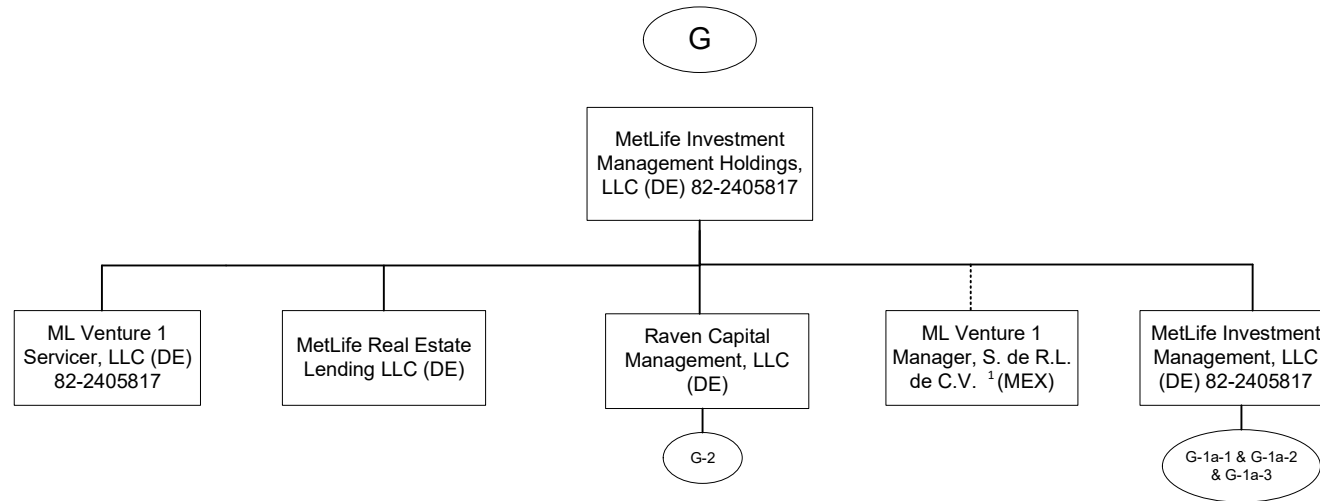 G
MetLife Investment
Management Holdings,
LLC (DE) 82-2405817
ML Venture 1
Servicer, LLC (DE)
82-2405817
MetLife Real Estate
Lending LLC (DE)
Raven Capital
Management, LLC
(DE)
G-2
ML Venture 1
Manager, S. de R.L.
de C.V. ¹ (MEX)
MetLife Investment
Management, LLC
(DE) 82-2405817
G-1a-1 & G-1a-2
& G-1a-3